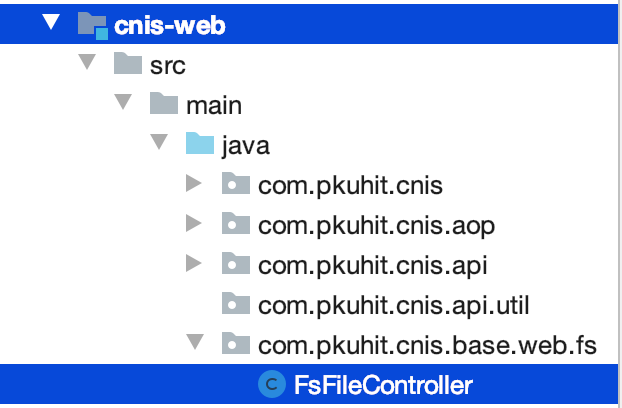 cnis-web
src
main
java
com.pkuhit.cnis
com.pkuhit.cnis.aop
com.pkuhit.cnis.api
com.pkuhit.cnis.api.util
com.pkuhit.cnis.base.web.fs
C FsFileController